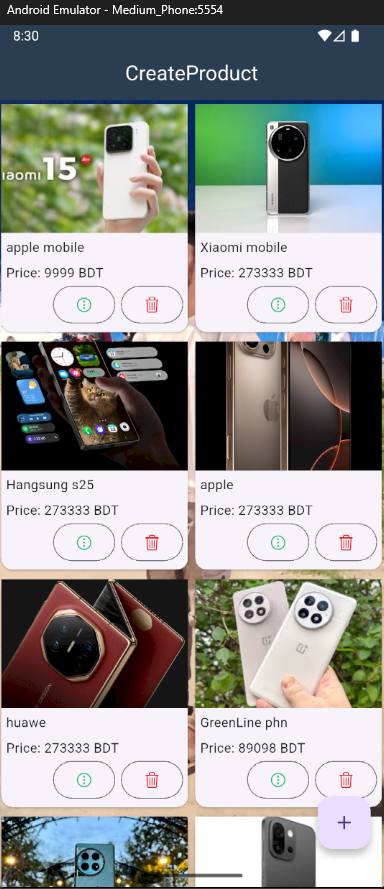 Android Emulator - Medium_Phone:5554
8:30
CreateProduct
iaomi 15
apple mobile
Price: 9999 BDT
Xiaomi mobile
Price: 273333 BDT
Hangsung s25
Price: 273333 BDT
apple
Price: 273333 BDT
huawe
Price: 273333 BDT
GreenLine phn
Price: 89098 BDT
+